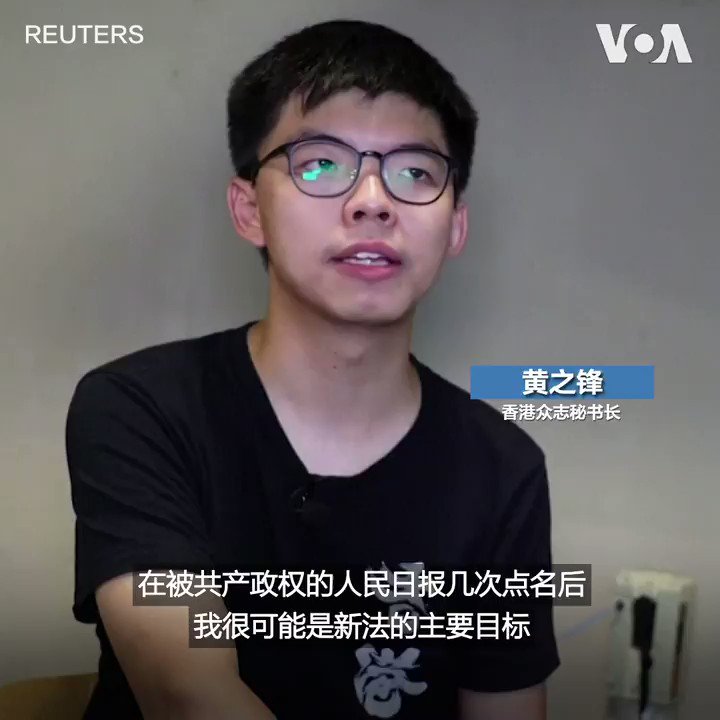 REUTERS
VOA
黄之锋
香港众志秘书长
在被共产政权的人民日报几次点名后
我很可能是新法的主要目标